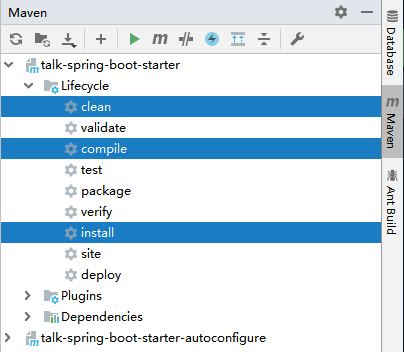 Maven
talk-spring-boot-starter
Lifecycle
clean
validate
compile
test
package
verify
install
site
deploy
Plugins
Dependencies
talk-spring-boot-starter-autoconfigure
Database
Maven
Ant Build